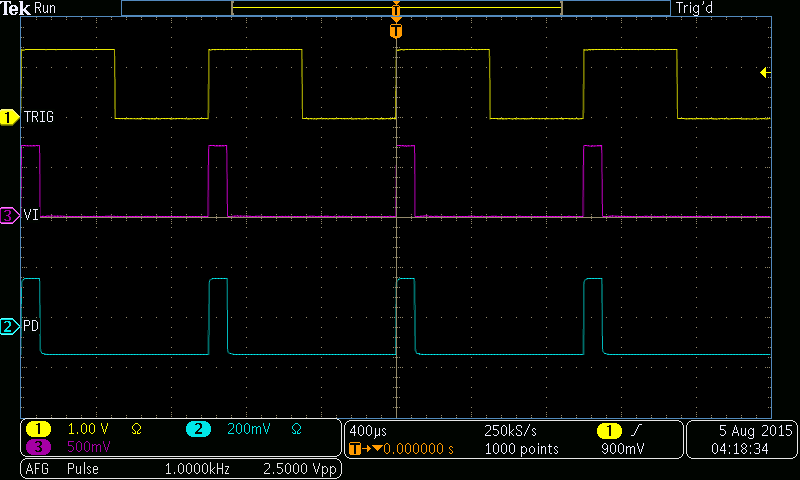 Tek Run Trig'd
T
T
1 TRIG
3 VI
2 PD
1 1.00 V Ω 2 200mV Ω
3 500mV
400µs 250kS/s 1 900mV
T→▼0.000000 s 1000 points
5 Aug 2015
04:18:34
AFG Pulse 1.0000kHz 2.5000 Vpp